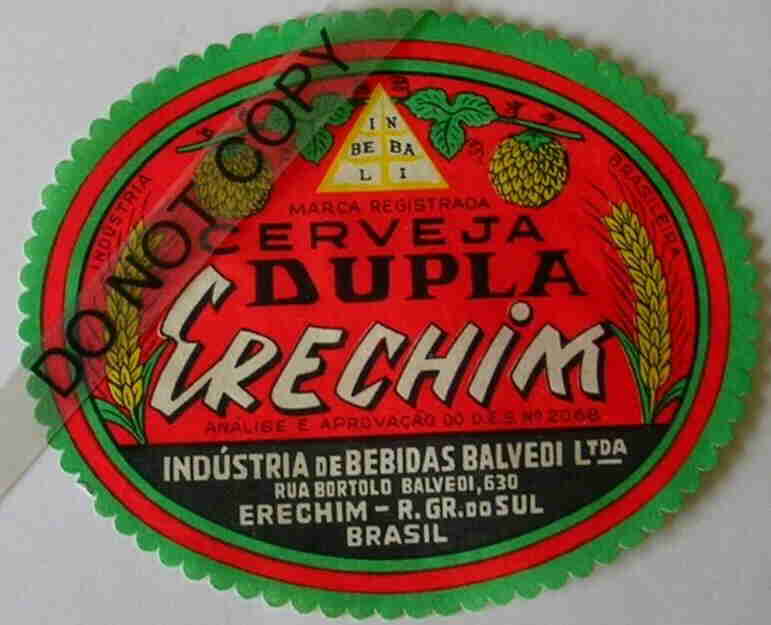 DO NOT COPY
INDÚSTRIA
BRASILEIRA
IN
BE BA
LI
MARCA REGISTRADA
CERVEJA
DUPLA
ERECHIM
ANÁLISE E APROVAÇÃO DO D.E.S. Nº 2068
INDÚSTRIA DE BEBIDAS BALVEDI LTDA
RUA BORTOLO BALVEDI, 630
ERECHIM - R. GR. DO SUL
BRASIL